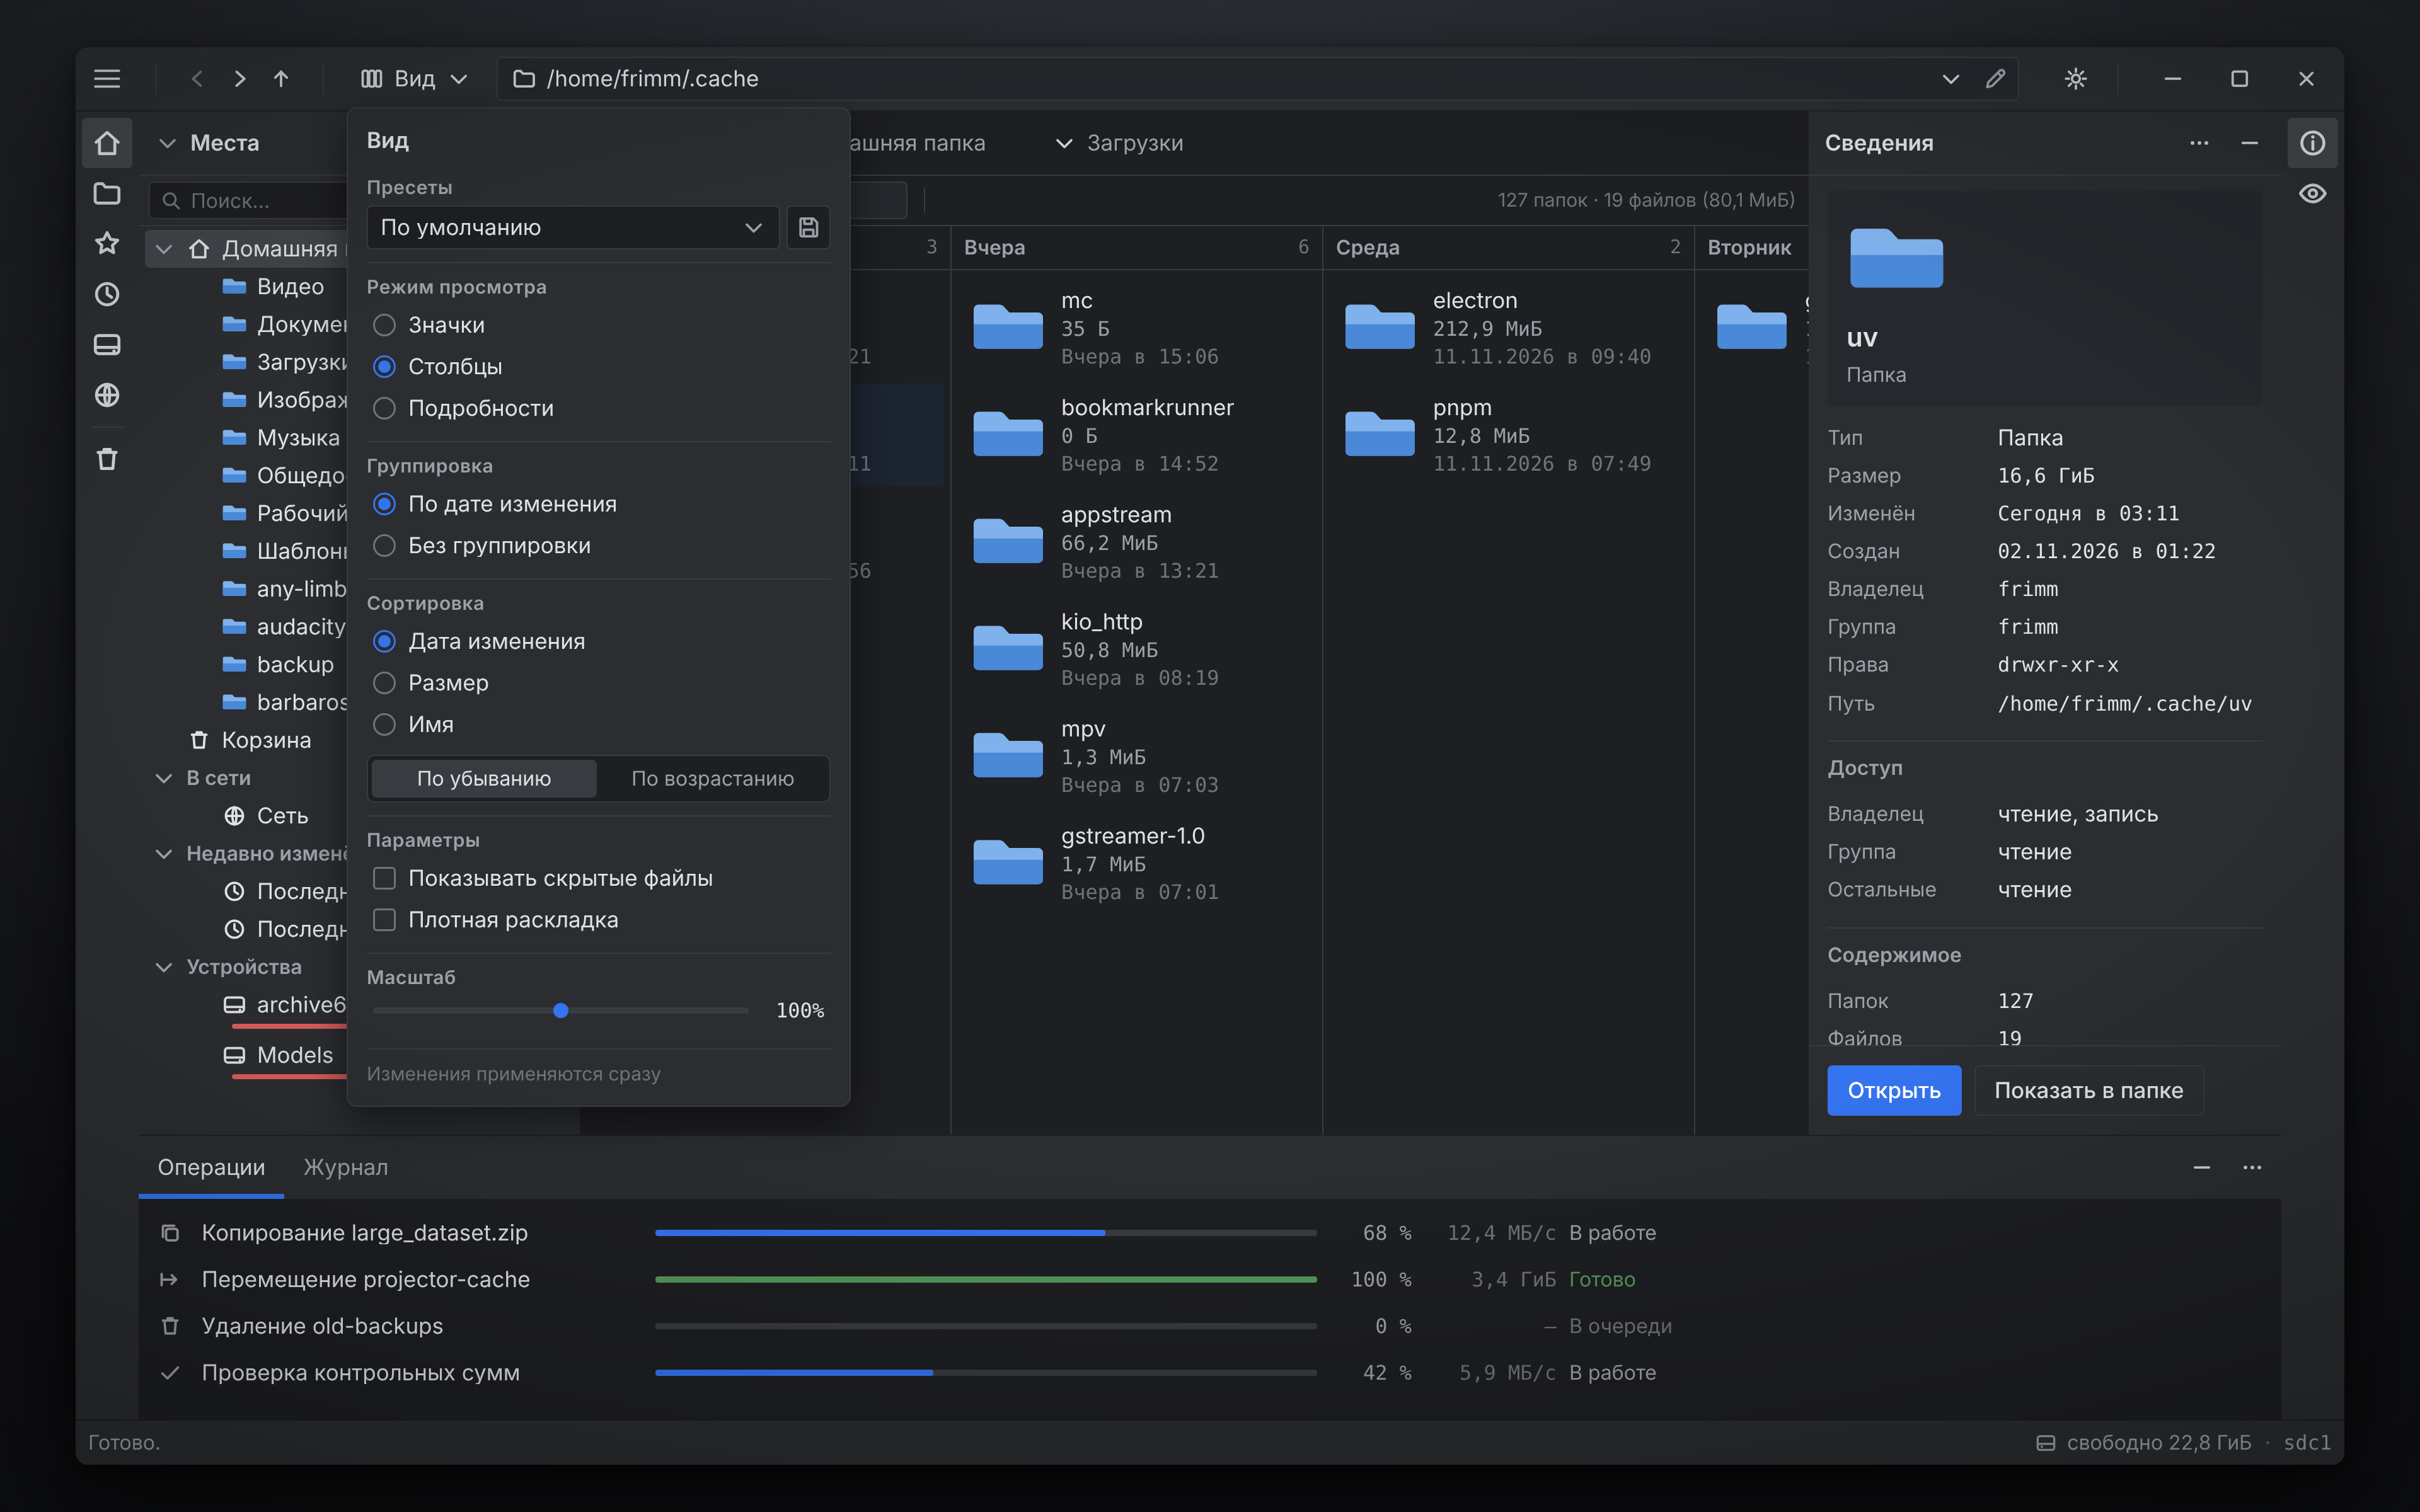 Вид
/home/frimm/.cache
Места
Поиск...
Домашняя
Видео
Загрузки
Музыка
Рабочий
any-limb
audacity
backup
Корзина
В сети
Сеть
Недавно
Устройства
archive6
Models
Вид
Пресеты
По умолчанию
Режим просмотра
Значки
Столбцы
Подробности
Группировка
По дате изменения
Без группировки
Сортировка
Дата изменения
Размер
Имя
По убыванию По возрастанию
Параметры
Показывать скрытые файлы
Плотная раскладка
Масштаб
100%
Изменения применяются сразу
папка
Загрузки
127 папок · 19 файлов (80,1 МиБ)
3
21
11
56
Вчера 6
mc
35 Б
Вчера в 15:06
bookmarkrunner
0 Б
Вчера в 14:52
appstream
66,2 МиБ
Вчера в 13:21
kio_http
50,8 МиБ
Вчера в 08:19
mpv
1,3 МиБ
Вчера в 07:03
gstreamer-1.0
1,7 МиБ
Вчера в 07:01
Среда 2
electron
212,9 МиБ
11.11.2026 в 09:40
pnpm
12,8 МиБ
11.11.2026 в 07:49
Вторник
Сведения
uv
Папка
Тип Папка
Размер 16,6 ГиБ
Изменён Сегодня в 03:11
Создан 02.11.2026 в 01:22
Владелец frimm
Группа frimm
Права drwxr-xr-x
Путь /home/frimm/.cache/uv
Доступ
Владелец чтение, запись
Группа чтение
Остальные чтение
Содержимое
Папок 127
Файлов 19
Открыть Показать в папке
Операции Журнал
Копирование large_dataset.zip 68 % 12,4 МБ/с В работе
Перемещение projector-cache 100 % 3,4 ГиБ Готово
Удаление old-backups 0 % – В очереди
Проверка контрольных сумм 42 % 5,9 МБ/с В работе
Готово.
свободно 22,8 ГиБ · sdc1